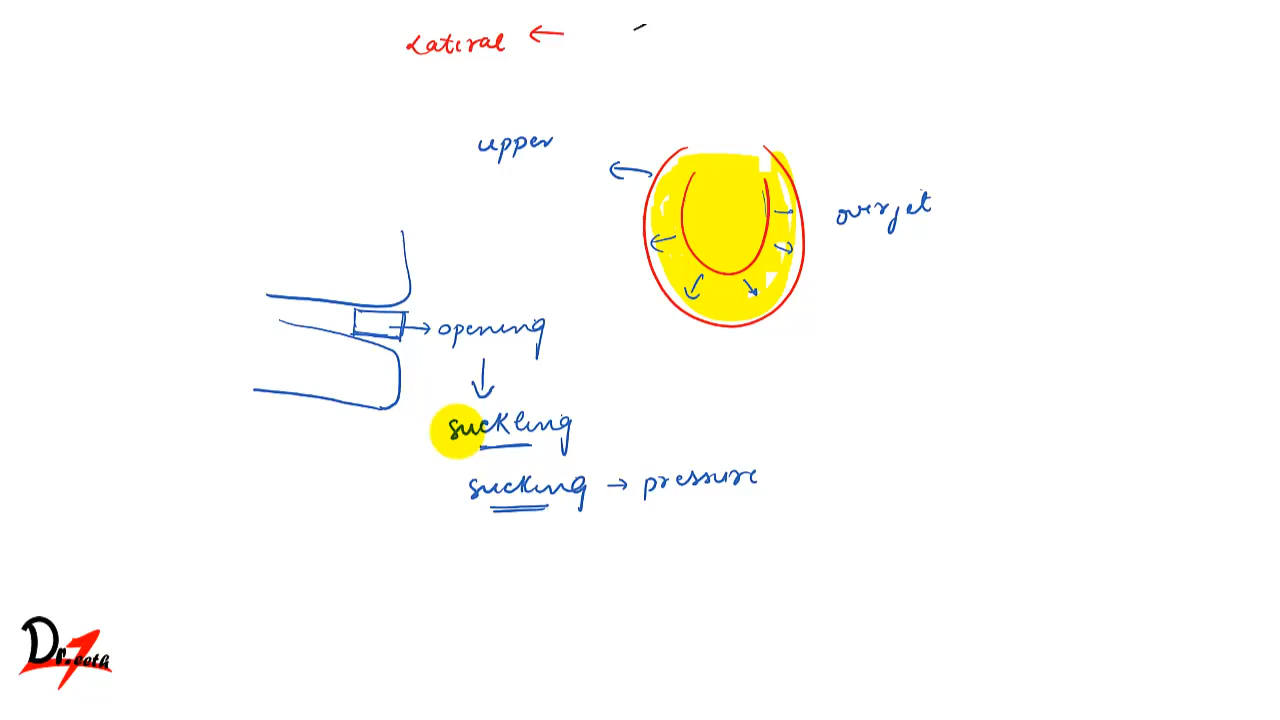 Lateral ←
upper
overjet
→ opening
suckling
sucking → pressure
Dr.